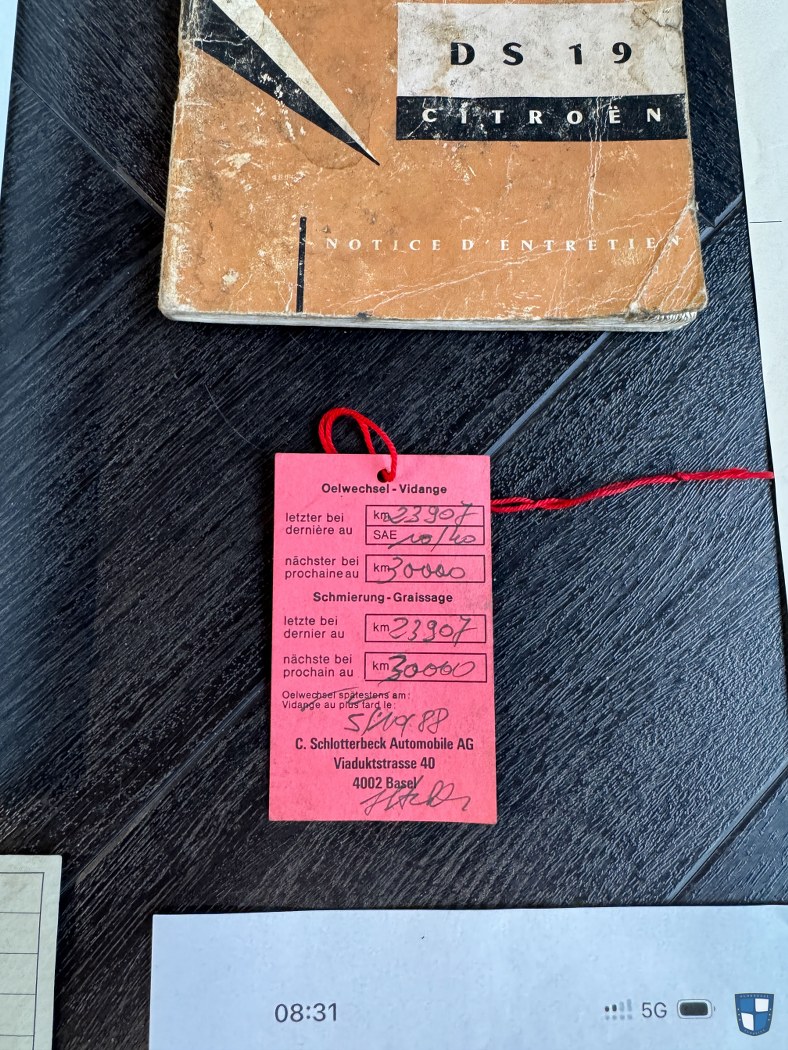 DS 19
CITROËN
NOTICE D'ENTRETIEN
Oelwechsel - Vidange
letzter bei
dernière au
km 23907
SAE 10/40
nächster bei
prochaine au
km 30000
Schmierung - Graissage
letzte bei
dernier au
km 23907
nächste bei
prochain au
km 30000
Oelwechsel spätestens am:
Vidange au plus tard le:
88
C. Schlotterbeck Automobile AG
Viaduktstrasse 40
4002 Basel
08:31
5G